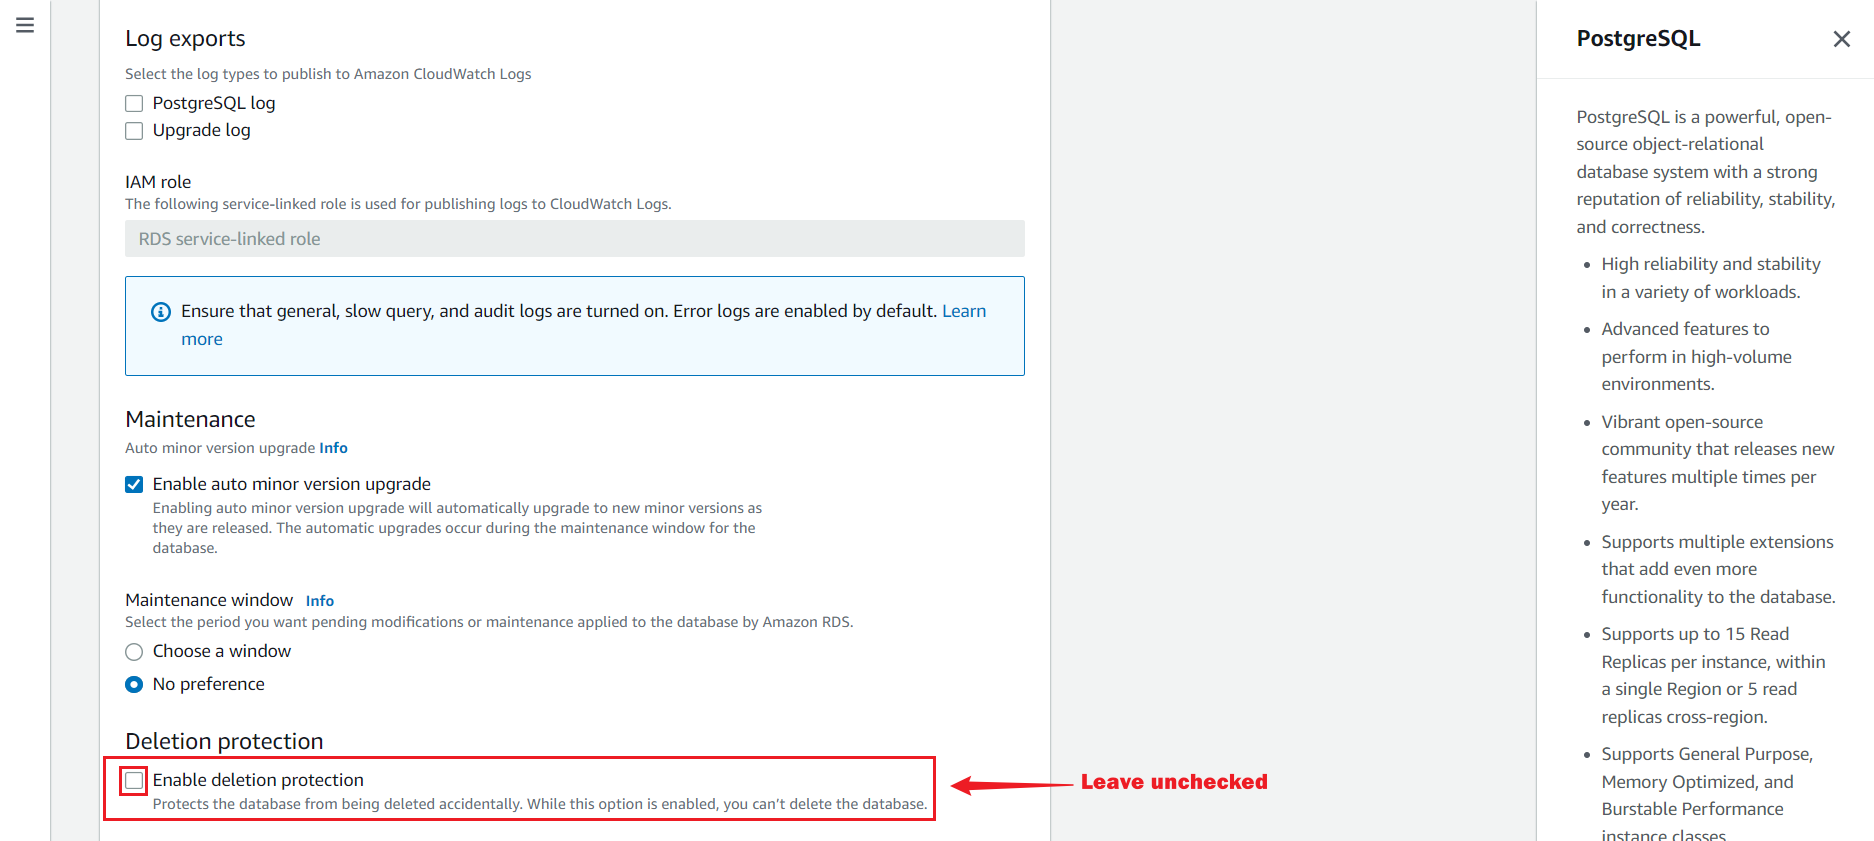 Log exports
Select the log types to publish to Amazon CloudWatch Logs
PostgreSQL log
Upgrade log
IAM role
The following service-linked role is used for publishing logs to CloudWatch Logs.
RDS service-linked role
Ensure that general, slow query, and audit logs are turned on. Error logs are enabled by default. Learn
more
Maintenance
Auto minor version upgrade Info
Enable auto minor version upgrade
Enabling auto minor version upgrade will automatically upgrade to new minor versions as
they are released. The automatic upgrades occur during the maintenance window for the
database.
Maintenance window Info
Select the period you want pending modifications or maintenance applied to the database by Amazon RDS.
Choose a window
No preference
Deletion protection
Enable deletion protection
Protects the database from being deleted accidentally. While this option is enabled, you can’t delete the database.
Leave unchecked
PostgreSQL
PostgreSQL is a powerful, open-
source object-relational
database system with a strong
reputation of reliability, stability,
and correctness.
• High reliability and stability
in a variety of workloads.
• Advanced features to
perform in high-volume
environments.
• Vibrant open-source
community that releases new
features multiple times per
year.
• Supports multiple extensions
that add even more
functionality to the database.
• Supports up to 15 Read
Replicas per instance, within
a single Region or 5 read
replicas cross-region.
• Supports General Purpose,
Memory Optimized, and
Burstable Performance
instance classes